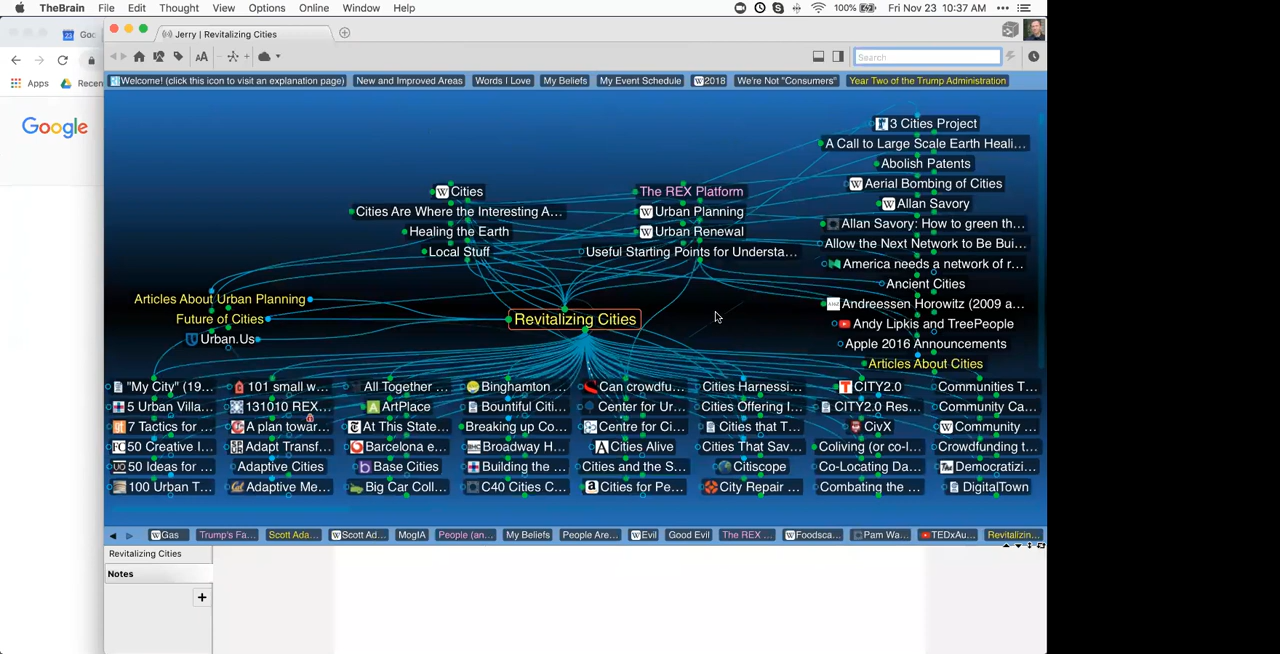 TheBrain File Edit Thought View Options Online Window Help 100% Fri Nov 23 10:37 AM
Jerry | Revitalizing Cities
23 Goo
AA Search
Apps Recen
Welcome! (click this icon to visit an explanation page) New and Improved Areas Words I Love My Beliefs My Event Schedule W 2018 We're Not "Consumers" Year Two of the Trump Administration
Google
3 Cities Project
A Call to Large Scale Earth Heali...
Abolish Patents
W Aerial Bombing of Cities
W Allan Savory
Allan Savory: How to green th...
Allow the Next Network to Be Bui...
America needs a network of r...
Ancient Cities
Andreessen Horowitz (2009 a...
Andy Lipkis and TreePeople
Apple 2016 Announcements
Articles About Cities
W Cities
Cities Are Where the Interesting A...
Healing the Earth
Local Stuff
The REX Platform
W Urban Planning
W Urban Renewal
Useful Starting Points for Understa...
Articles About Urban Planning
Future of Cities
Urban.Us
Revitalizing Cities
"My City" (19... 101 small w... All Together ... Binghamton ... Can crowdfu... Cities Harnessi... T CITY2.0 Communities T...
5 Urban Villa... 131010 REX... A ArtPlace Bountiful Citi... Center for Ur... Cities Offering I... CITY2.0 Res... Community Ca...
7 Tactics for ... A plan towar... T At This State... Breaking up Co... Centre for Ci... Cities that T... CivX W Community ...
FC 50 Creative I... Adapt Transf... Barcelona e... Broadway H... A Cities Alive Cities That Sav... Coliving (or co-l... Crowdfunding t...
UO 50 Ideas for ... Adaptive Cities b Base Cities Building the ... Cities and the S... Citiscope Co-Locating Da... Democratizi...
100 Urban T... Adaptive Me... Big Car Coll... C40 Cities C... a Cities for Pe... City Repair ... Combating the ... DigitalTown
W Gas Trump's Fa... Scott Ada... W Scott Ad... MogIA People (an... My Beliefs People Are... W Evil Good Evil The REX ... W Foodsca... Pam Wa... TEDxAu... Revitalizin...
Revitalizing Cities
Notes
+